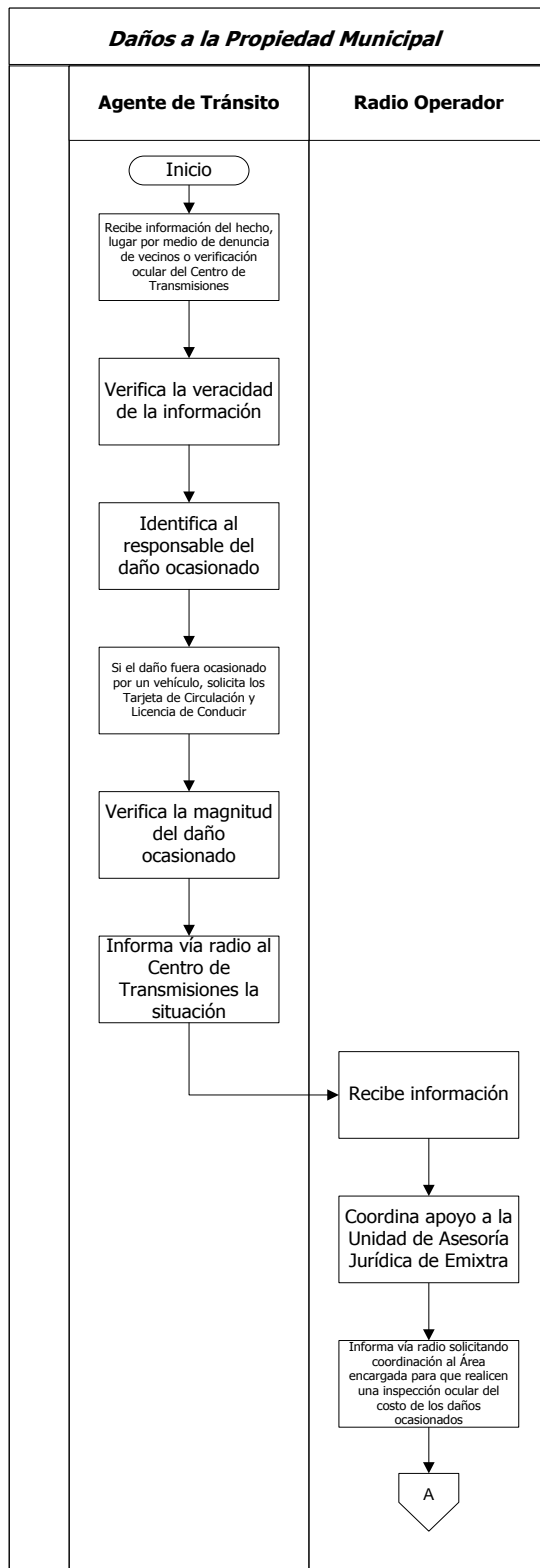 Daños a la Propiedad Municipal
Agente de Tránsito
Radio Operador
Inicio
Recibe información del hecho,
lugar por medio de denuncia
de vecinos o verificación
ocular del Centro de
Transmisiones
Verifica la veracidad
de la información
Identifica al
responsable del
daño ocasionado
Si el daño fuera ocasionado
por un vehículo, solicita los
Tarjeta de Circulación y
Licencia de Conducir
Verifica la magnitud
del daño
ocasionado
Informa vía radio al
Centro de
Transmisiones la
situación
Recibe información
Coordina apoyo a la
Unidad de Asesoría
Jurídica de Emixtra
Informa vía radio solicitando
coordinación al Área
encargada para que realicen
una inspección ocular del
costo de los daños
ocasionados
A